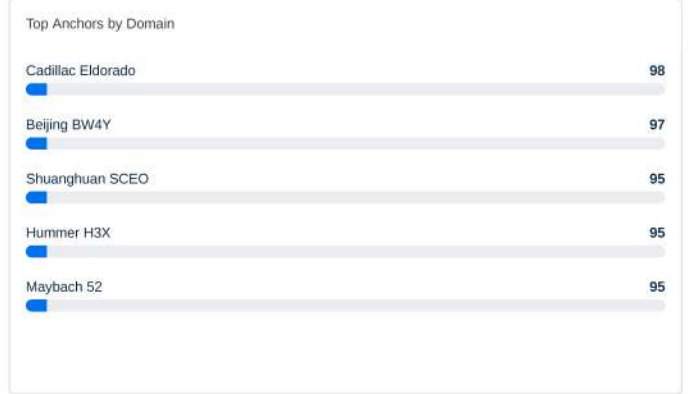 Top Anchors by Domain
Cadillac Eldorado 98
Beijing BW4Y 97
Shuanghuan SCEO 95
Hummer H3X 95
Maybach 52 95